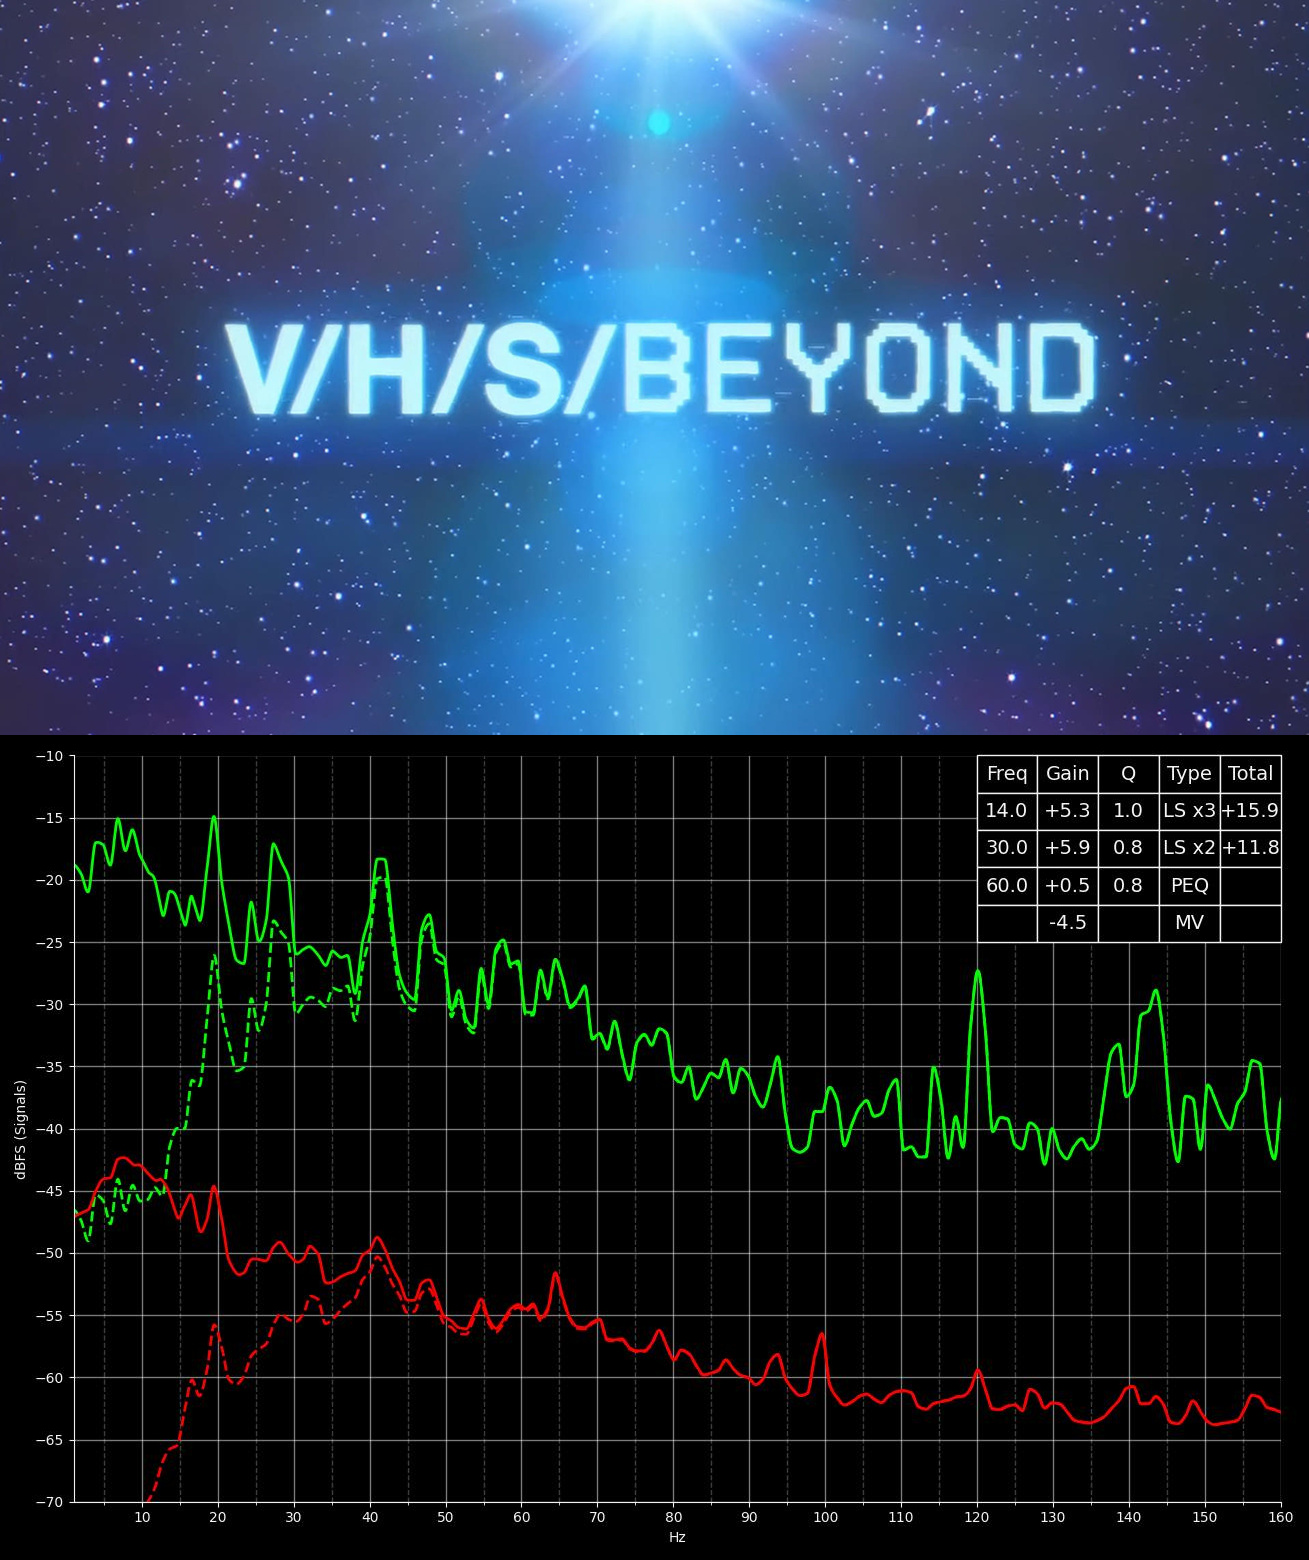 V/H/S/BEYOND
Freq Gain Q Type Total
14.0 +5.3 1.0 LS x3 +15.9
30.0 +5.9 0.8 LS x2 +11.8
60.0 +0.5 0.8 PEQ
-4.5 MV
−10
−15
−20
−25
−30
−35
−40
−45
−50
−55
−60
−65
−70
dBFS (Signals)
10 20 30 40 50 60 70 80 90 100 110 120 130 140 150 160
Hz